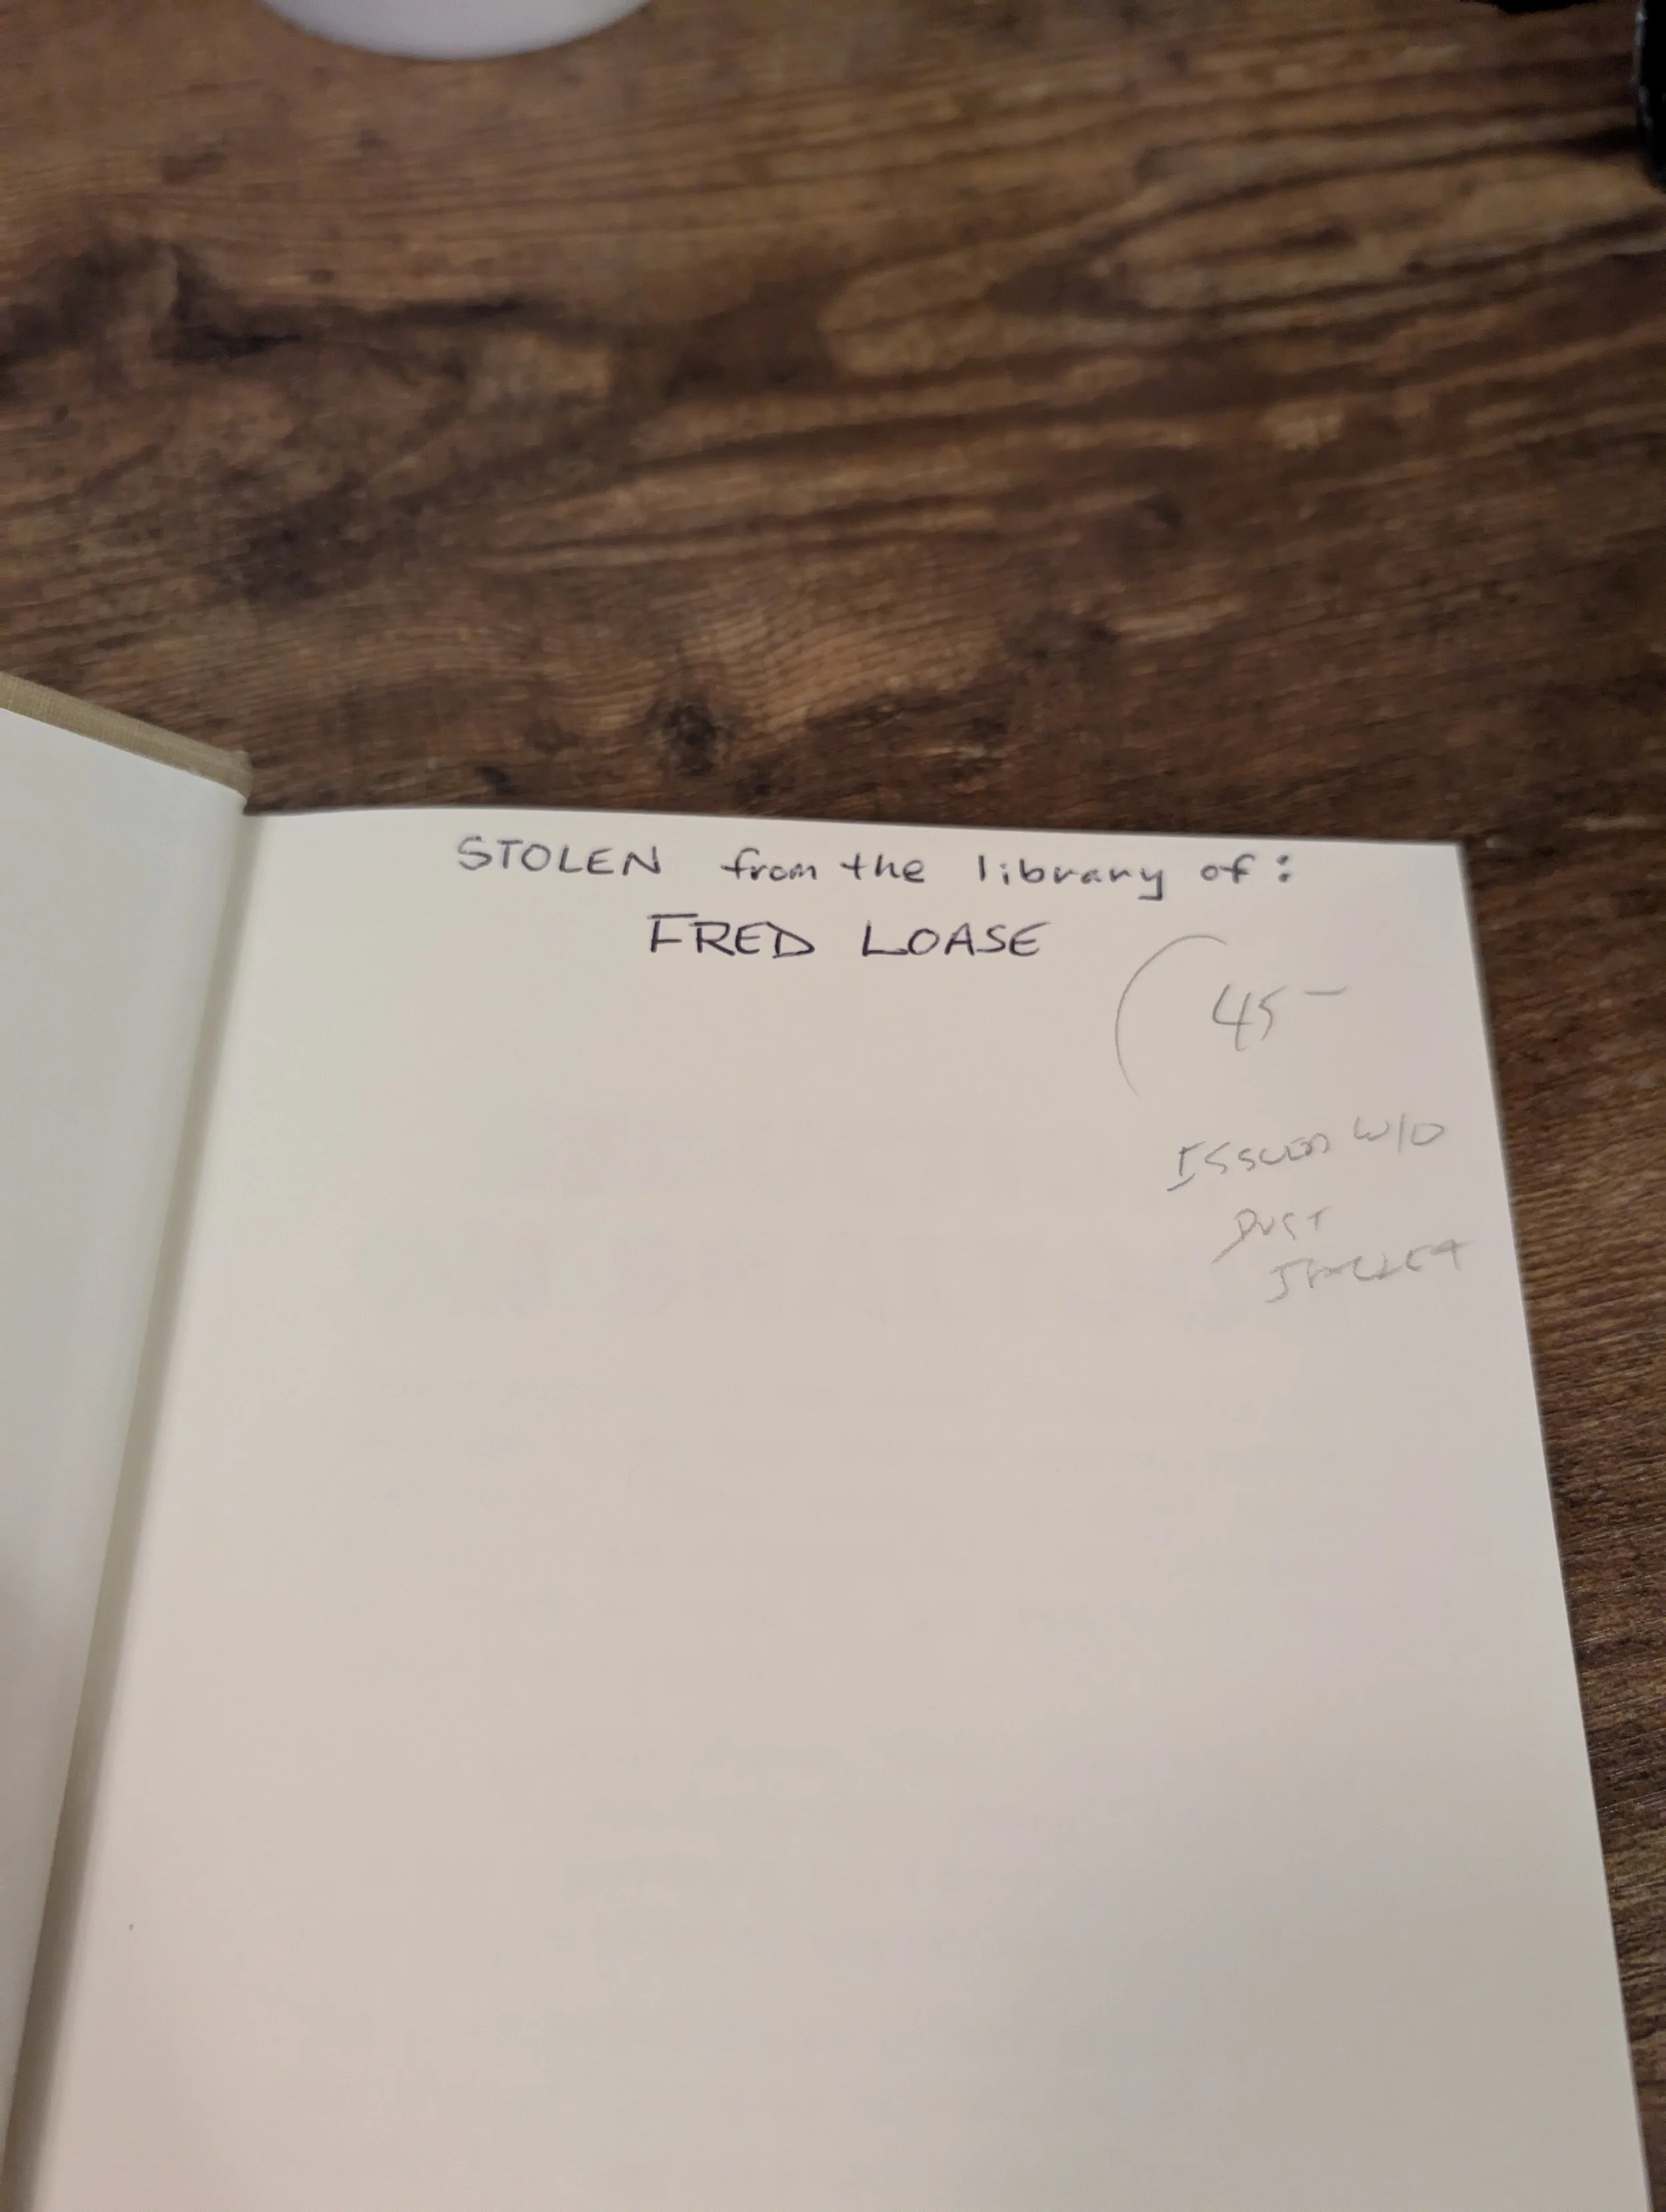 STOLEN from the library of:
FRED LOASE
45-
ISSUED W/O
DUST
JACKET